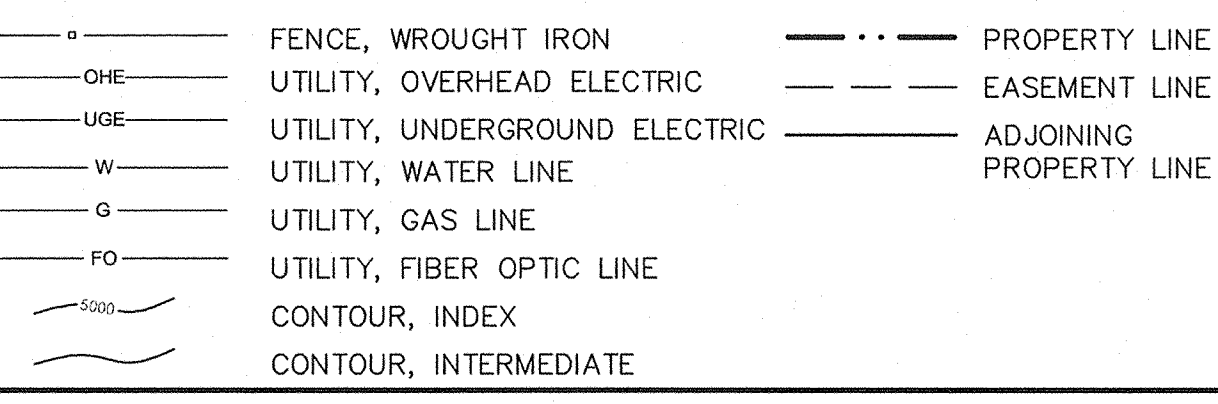 FENCE, WROUGHT IRON
OHE UTILITY, OVERHEAD ELECTRIC
UGE UTILITY, UNDERGROUND ELECTRIC
W UTILITY, WATER LINE
G UTILITY, GAS LINE
FO UTILITY, FIBER OPTIC LINE
5000 CONTOUR, INDEX
CONTOUR, INTERMEDIATE
PROPERTY LINE
EASEMENT LINE
ADJOINING
PROPERTY LINE